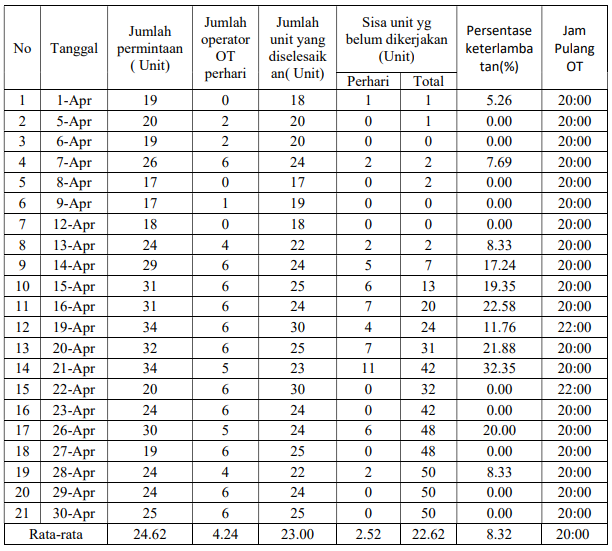 No Tanggal Jumlah permintaan ( Unit) Jumlah operator OT perhari Jumlah unit yang diselesaik an( Unit) Sisa unit yg belum dikerjakan (Unit) Persentase keterlamba tan(%) Jam Pulang OT
Perhari Total
1 1-Apr 19 0 18 1 1 5.26 20:00
2 5-Apr 20 2 20 0 1 0.00 20:00
3 6-Apr 19 2 20 0 0 0.00 20:00
4 7-Apr 26 6 24 2 2 7.69 20:00
5 8-Apr 17 0 17 0 2 0.00 20:00
6 9-Apr 17 1 19 0 0 0.00 20:00
7 12-Apr 18 0 18 0 0 0.00 20:00
8 13-Apr 24 4 22 2 2 8.33 20:00
9 14-Apr 29 6 24 5 7 17.24 20:00
10 15-Apr 31 6 25 6 13 19.35 20:00
11 16-Apr 31 6 24 7 20 22.58 20:00
12 19-Apr 34 6 30 4 24 11.76 22:00
13 20-Apr 32 6 25 7 31 21.88 20:00
14 21-Apr 34 5 23 11 42 32.35 20:00
15 22-Apr 20 6 30 0 32 0.00 22:00
16 23-Apr 24 6 24 0 42 0.00 20:00
17 26-Apr 30 5 24 6 48 20.00 20:00
18 27-Apr 19 6 25 0 48 0.00 20:00
19 28-Apr 24 4 22 2 50 8.33 20:00
20 29-Apr 24 6 24 0 50 0.00 20:00
21 30-Apr 25 6 25 0 50 0.00 20:00
Rata-rata 24.62 4.24 23.00 2.52 22.62 8.32 20:00